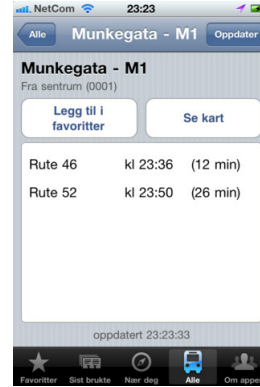 NetCom 23:23
Alle Munkegata - M1 Oppdater
Munkegata - M1
Fra sentrum (0001)
Legg til i
favoritter
Se kart
Rute 46 kl 23:36 (12 min)
Rute 52 kl 23:50 (26 min)
oppdatert 23:23:33
Favoritter Sist brukte Nær deg Alle Om appen